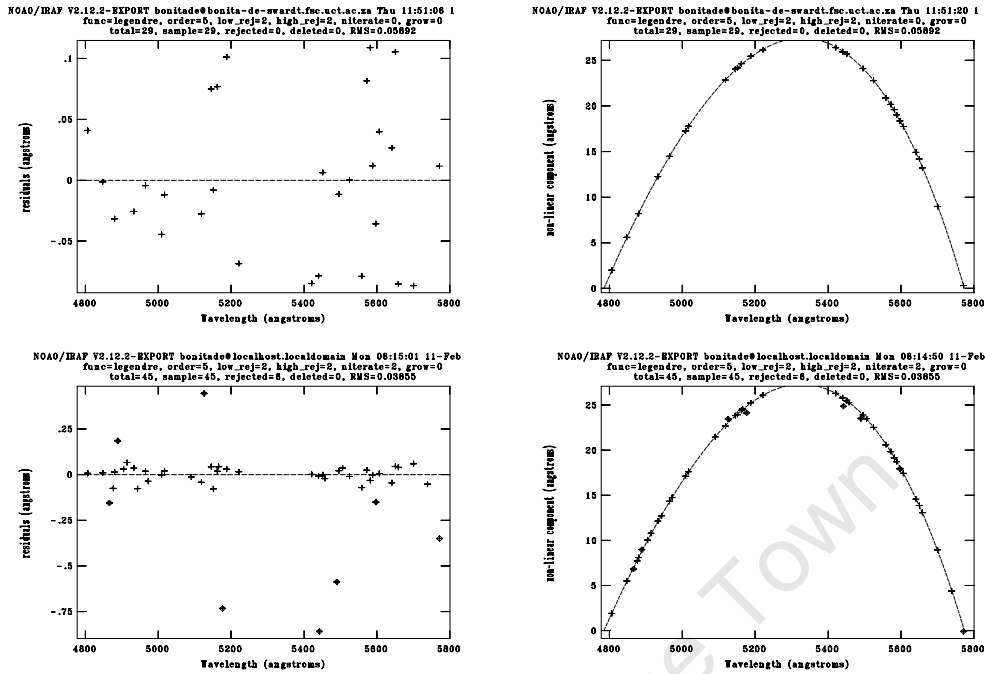 NOAO/IRAF V2.12.2-EXPORT bonitade@bonita-de-swardt.fsc.uct.ac.za Thu 11:51:06 1
func=legendre, order=5, low_rej=2, high_rej=2, niterate=0, grow=0
total=29, sample=29, rejected=0, deleted=0, RMS=0.05692
.1
.05
0
-.05
residuals (angstroms)
4800 5000 5200 5400 5600 5800
Wavelength (angstroms)
NOAO/IRAF V2.12.2-EXPORT bonitade@bonita-de-swardt.fsc.uct.ac.za Thu 11:51:20 1
func=legendre, order=5, low_rej=2, high_rej=2, niterate=0, grow=0
total=29, sample=29, rejected=0, deleted=0, RMS=0.05692
25
20
15
10
5
0
non-linear component (angstroms)
4800 5000 5200 5400 5600 5800
Wavelength (angstroms)
NOAO/IRAF V2.12.2-EXPORT bonitade@localhost.localdomain Mon 08:15:01 11-Feb
func=legendre, order=5, low_rej=2, high_rej=2, niterate=2, grow=0
total=45, sample=45, rejected=8, deleted=0, RMS=0.03855
.25
0
-.25
-.5
-.75
residuals (angstroms)
4800 5000 5200 5400 5600 5800
Wavelength (angstroms)
NOAO/IRAF V2.12.2-EXPORT bonitade@localhost.localdomain Mon 08:14:50 11-Feb
func=legendre, order=5, low_rej=2, high_rej=2, niterate=2, grow=0
total=45, sample=45, rejected=8, deleted=0, RMS=0.03855
25
20
15
10
5
0
non-linear component (angstroms)
4800 5000 5200 5400 5600 5800
Wavelength (angstroms)
e Town